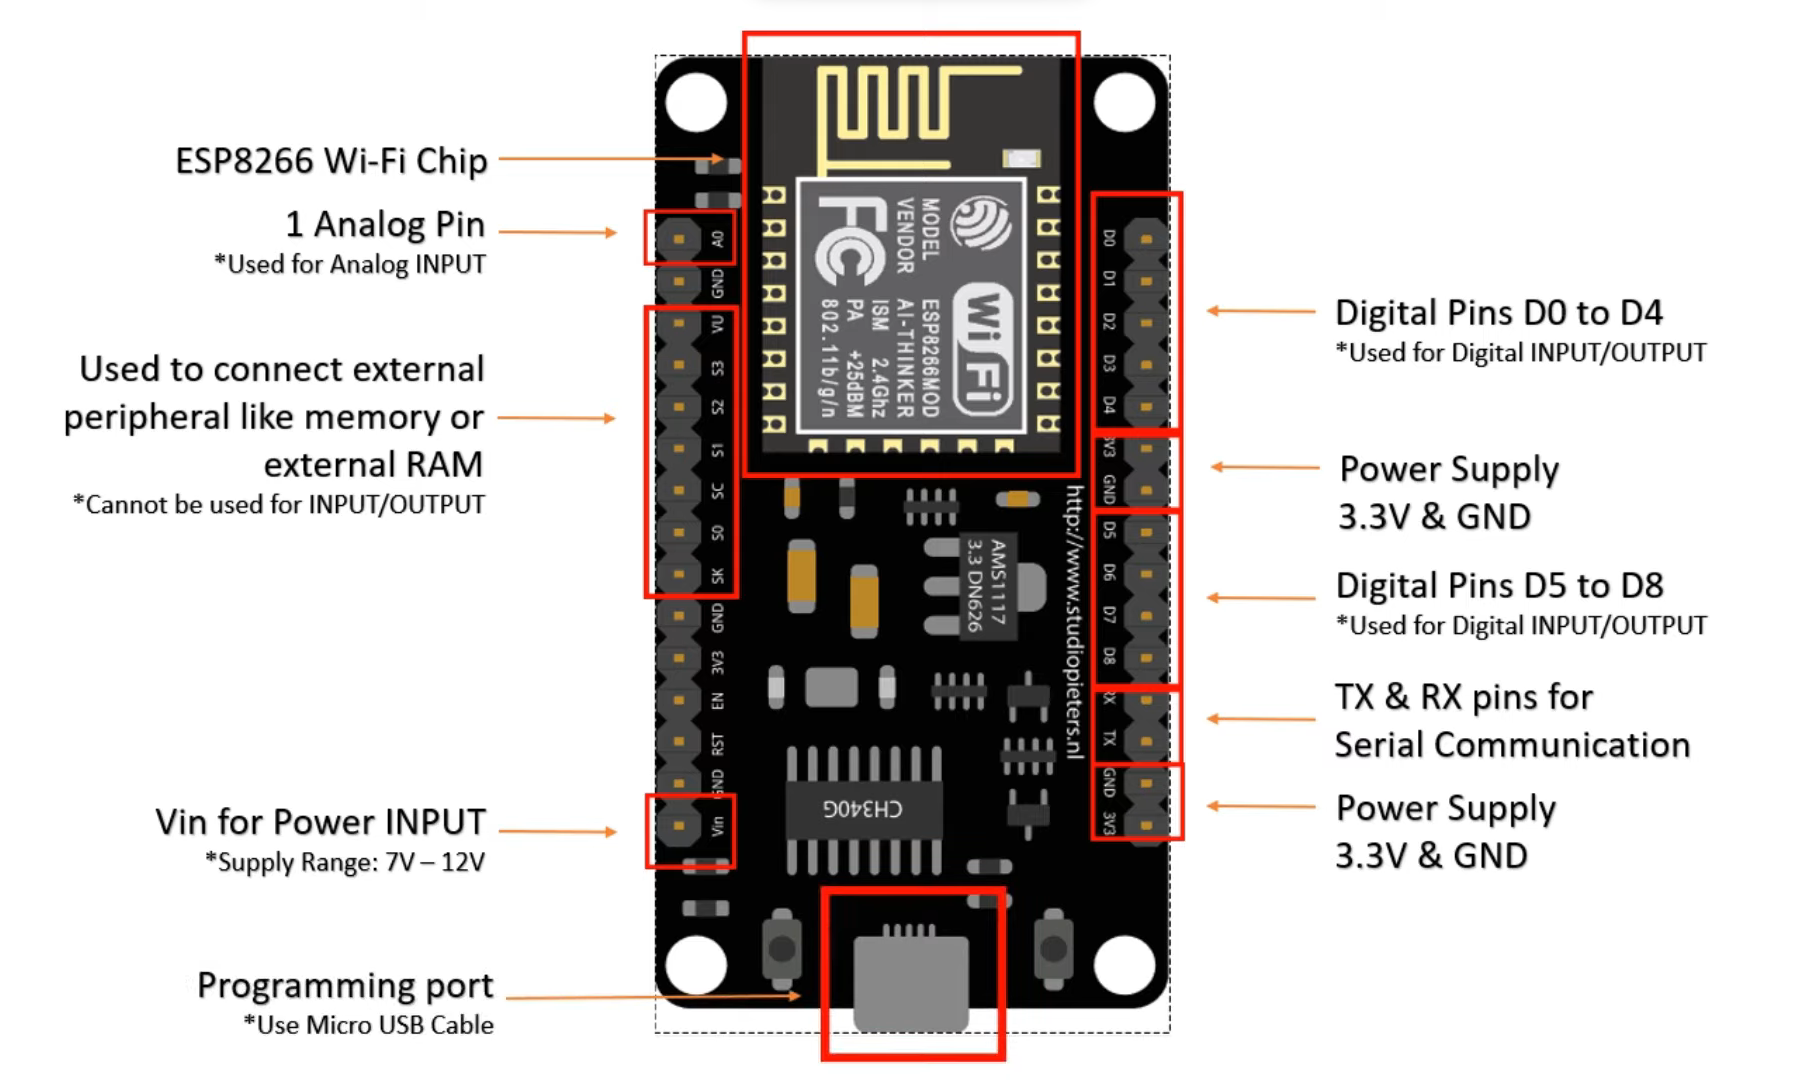 ESP8266 Wi-Fi Chip
1 Analog Pin
*Used for Analog INPUT
Used to connect external
peripheral like memory or
external RAM
*Cannot be used for INPUT/OUTPUT
Vin for Power INPUT
*Supply Range: 7V – 12V
Programming port
*Use Micro USB Cable
A0
GND
VU
S3
S2
S1
SC
S0
SK
GND
3V3
EN
RST
GND
Vin
FC
MODEL
VENDOR
ESP8266MOD
AI-THINKER
ISM 2.4Ghz
PA +25dBM
802.11b/g/n
WiFi
AMS1117
3.3 DN626
http://www.studiopieters.nl
CH340G
D0
D1
D2
D3
D4
3V3
GND
D5
D6
D7
D8
RX
TX
GND
3V3
Digital Pins D0 to D4
*Used for Digital INPUT/OUTPUT
Power Supply
3.3V & GND
Digital Pins D5 to D8
*Used for Digital INPUT/OUTPUT
TX & RX pins for
Serial Communication
Power Supply
3.3V & GND